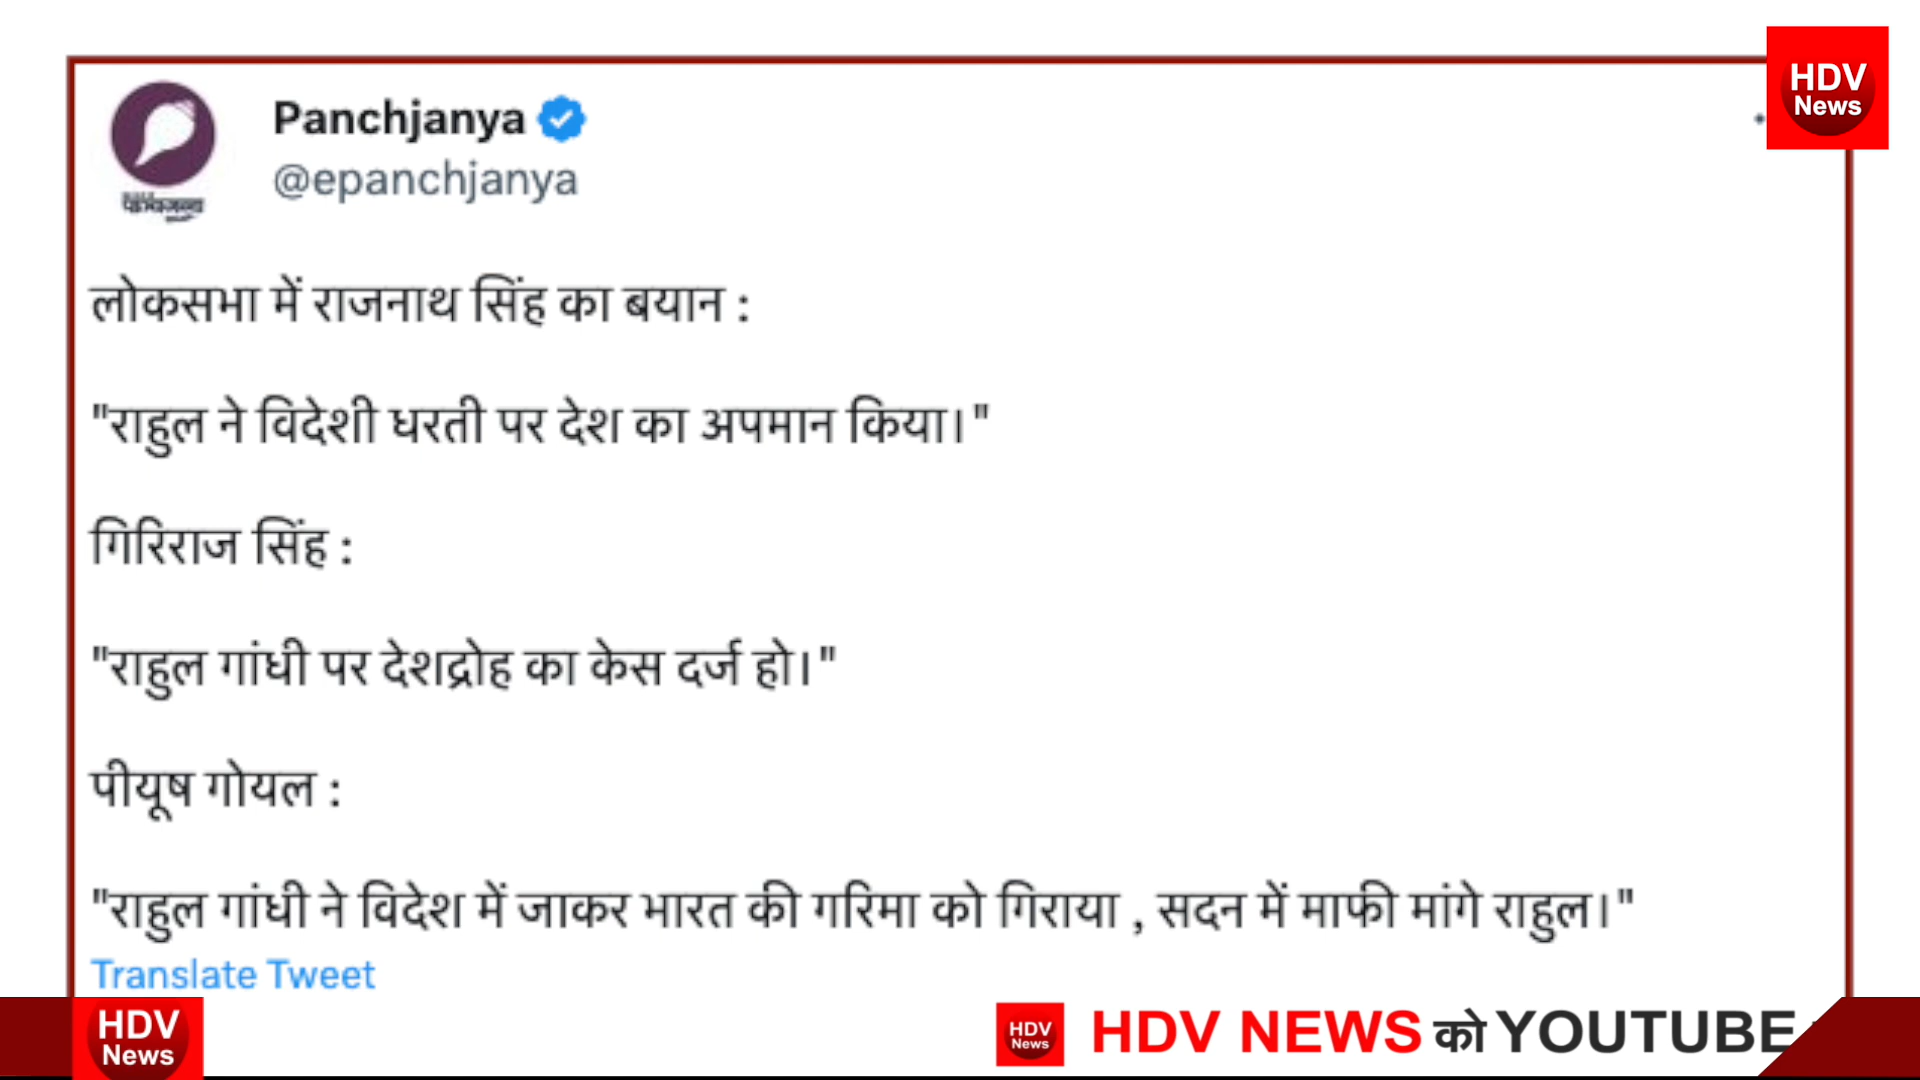 HDV
News
Panchjanya
@epanchjanya
लोकसभा में राजनाथ सिंह का बयान :
"राहुल ने विदेशी धरती पर देश का अपमान किया।"
गिरिराज सिंह :
"राहुल गांधी पर देशद्रोह का केस दर्ज हो।"
पीयूष गोयल :
"राहुल गांधी ने विदेश में जाकर भारत की गरिमा को गिराया , सदन में माफी मांगे राहुल।"
Translate Tweet
HDV
News
HDV
News
HDV NEWS को YOUTUBE